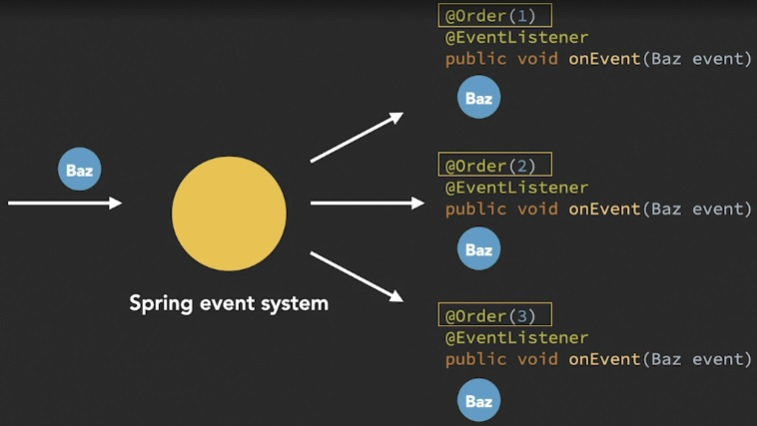 @Order(1)
@EventListener
public void onEvent(Baz event)
Baz
Baz
Spring event system
@Order(2)
@EventListener
public void onEvent(Baz event)
Baz
@Order(3)
@EventListener
public void onEvent(Baz event)
Baz